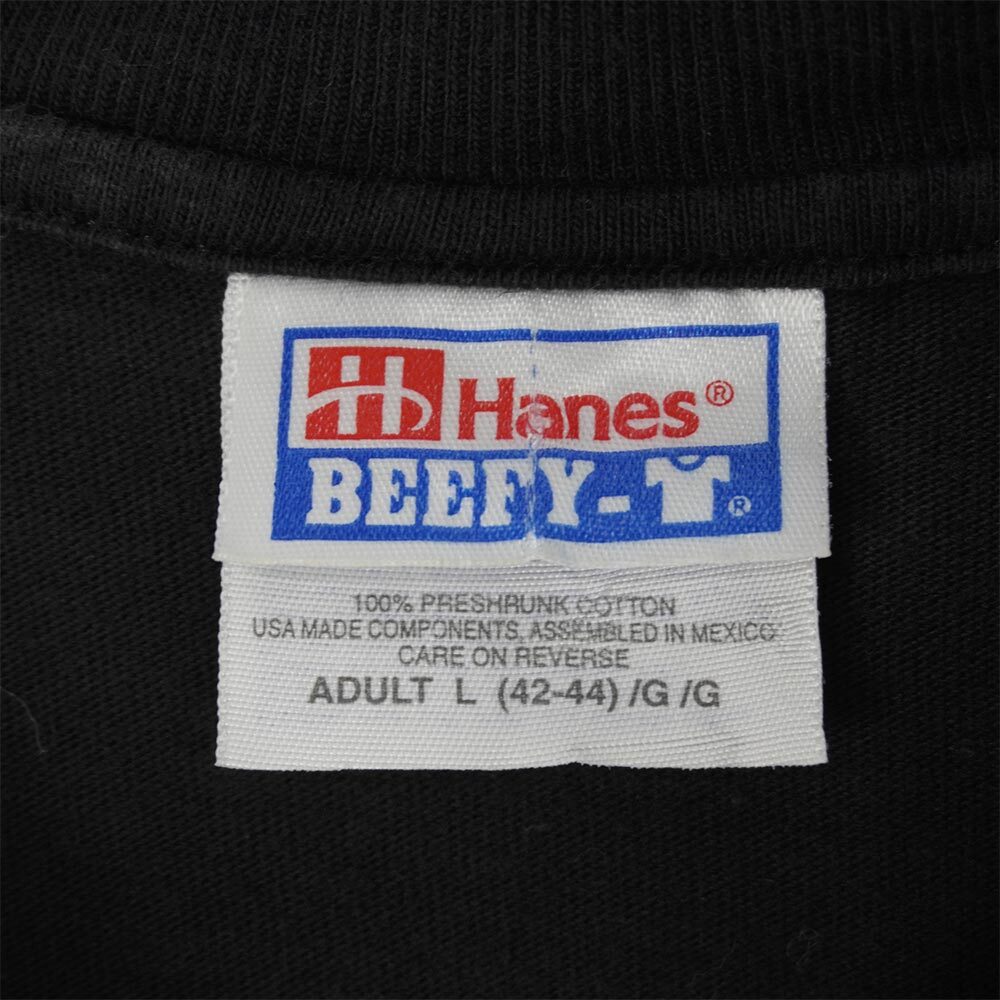 H Hanes®
BEEFY-T®
100% PRESHRUNK COTTON
USA MADE COMPONENTS, ASSEMBLED IN MEXICO
CARE ON REVERSE
ADULT L (42-44) /G /G